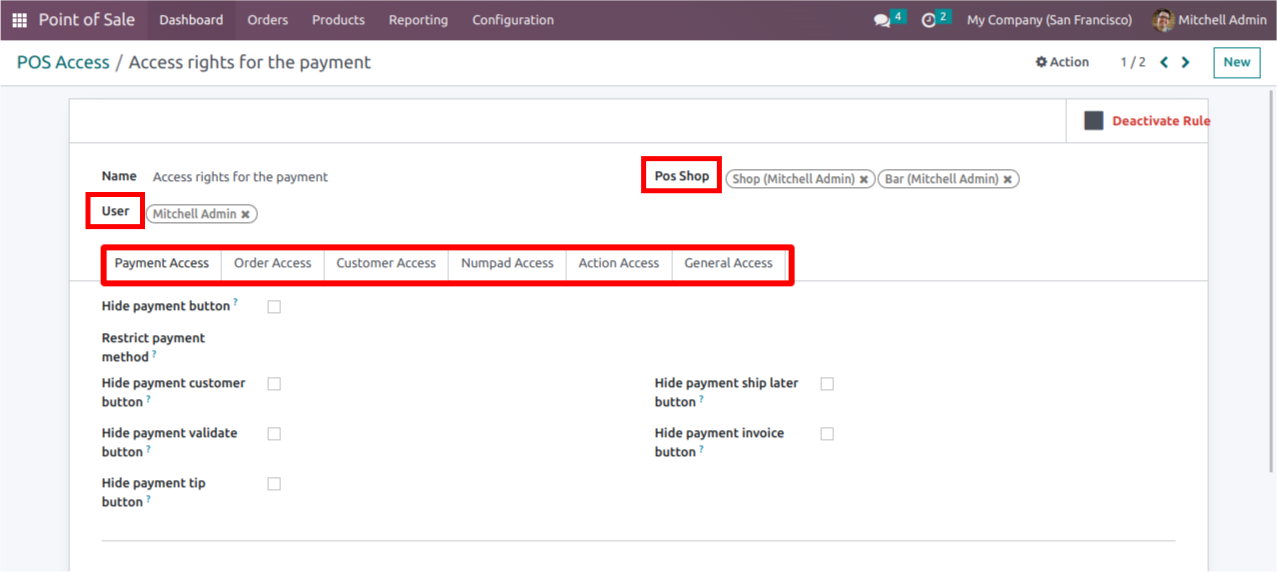 Point of Sale Dashboard Orders Products Reporting Configuration 4 2 My Company (San Francisco) Mitchell Admin
POS Access / Access rights for the payment Action 1 / 2 New
Deactivate Rule
Name Access rights for the payment Pos Shop Shop (Mitchell Admin) ✖ Bar (Mitchell Admin) ✖
User Mitchell Admin ✖
Payment Access Order Access Customer Access Numpad Access Action Access General Access
Hide payment button ?
Restrict payment
method ?
Hide payment customer Hide payment ship later
button ? button ?
Hide payment validate Hide payment invoice
button ? button ?
Hide payment tip
button ?